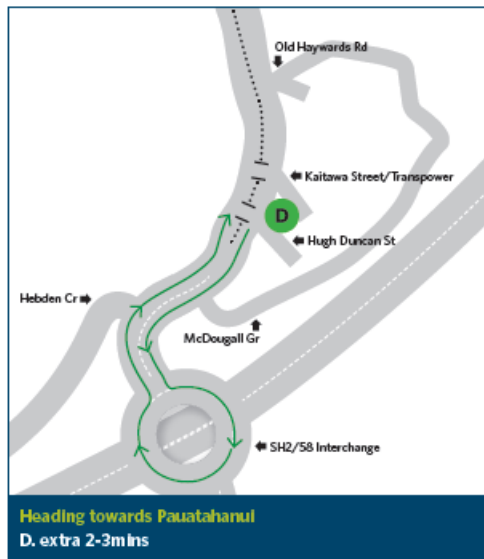 Old Haywards Rd
Kaitawa Street/Transpower
D
Hugh Duncan St
Hebden Cr
McDougall Gr
SH2/58 Interchange
Heading towards Pauatahanui
D. extra 2-3mins